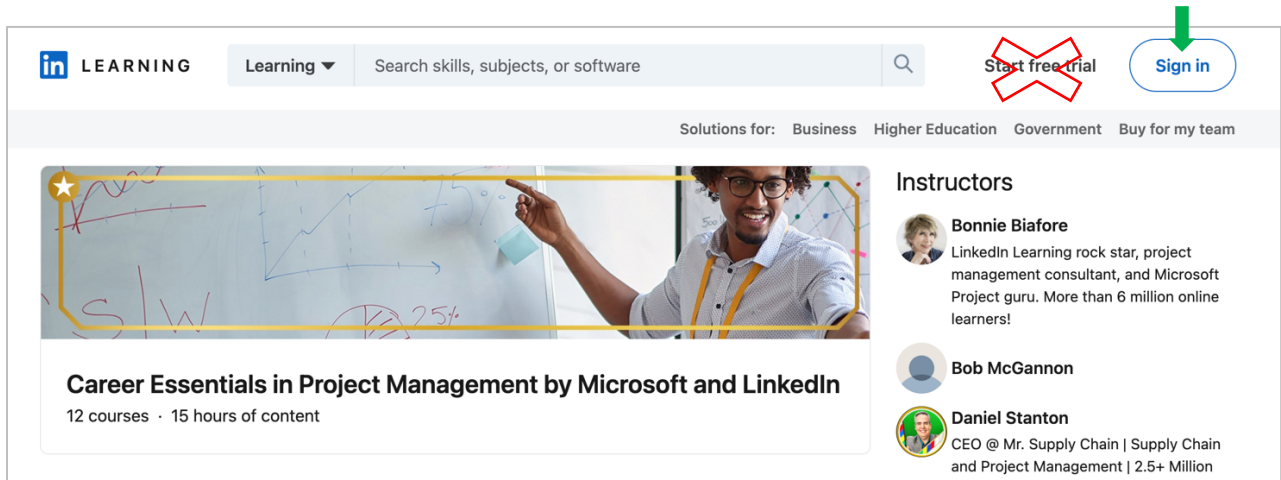 in LEARNING
Learning
Search skills, subjects, or software
Start free trial
Sign in
Solutions for: Business Higher Education Government Buy for my team
75%
S/W
25%
Career Essentials in Project Management by Microsoft and LinkedIn
12 courses · 15 hours of content
Instructors
Bonnie Biafore
LinkedIn Learning rock star, project
management consultant, and Microsoft
Project guru. More than 6 million online
learners!
Bob McGannon
Daniel Stanton
CEO @ Mr. Supply Chain | Supply Chain
and Project Management | 2.5+ Million